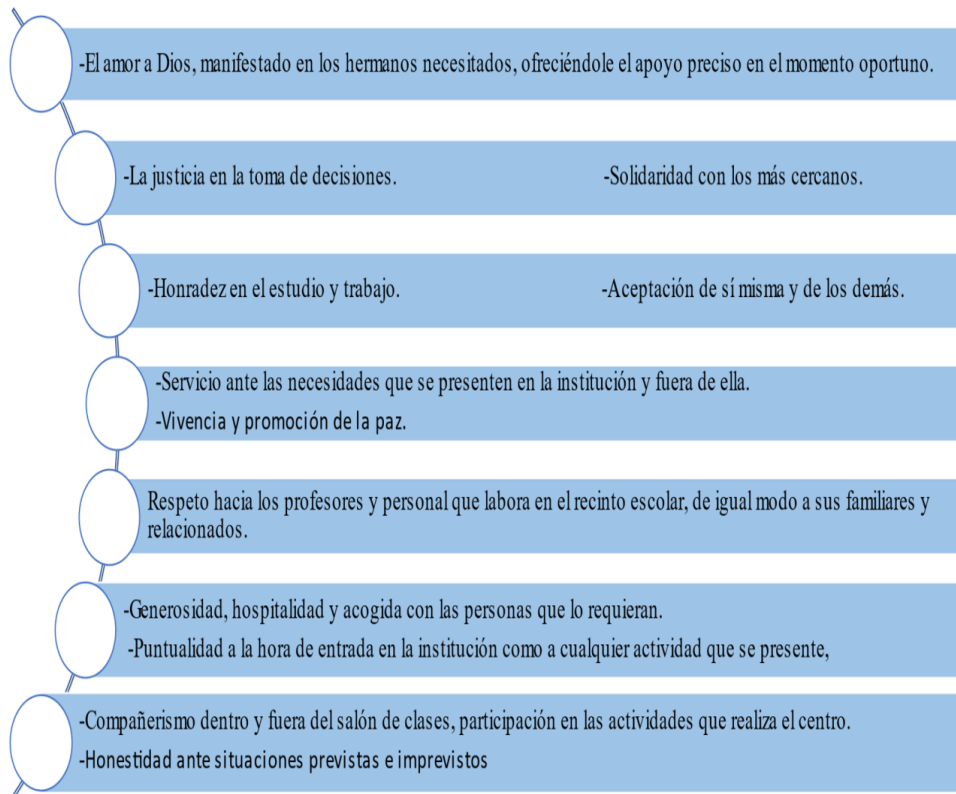 -El amor a Dios, manifestado en los hermanos necesitados, ofreciéndole el apoyo preciso en el momento oportuno.
-La justicia en la toma de decisiones. -Solidaridad con los más cercanos.
-Honradez en el estudio y trabajo. -Aceptación de sí misma y de los demás.
-Servicio ante las necesidades que se presenten en la institución y fuera de ella.
-Vivencia y promoción de la paz.
Respeto hacia los profesores y personal que labora en el recinto escolar, de igual modo a sus familiares y
relacionados.
-Generosidad, hospitalidad y acogida con las personas que lo requieran.
-Puntualidad a la hora de entrada en la institución como a cualquier actividad que se presente,
-Compañerismo dentro y fuera del salón de clases, participación en las actividades que realiza el centro.
-Honestidad ante situaciones previstas e imprevistos